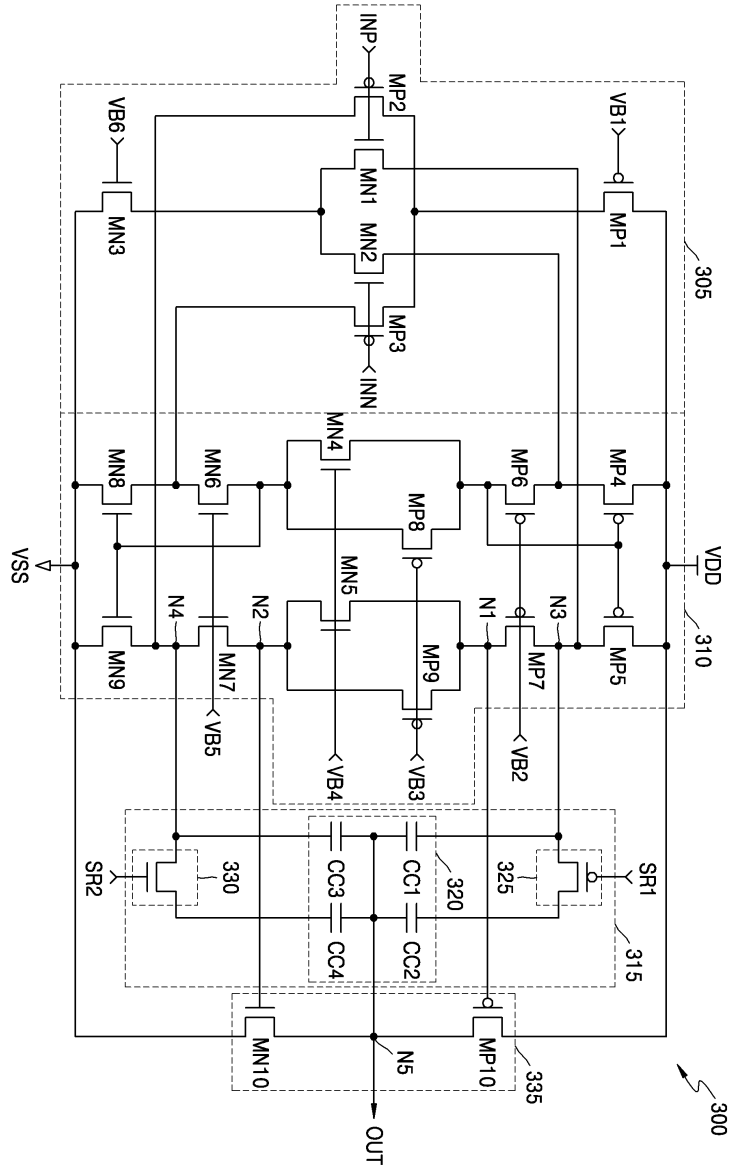 300
305
310
315
320
325
330
335
VDD
VB1
MP1
MP4
MP5
SR1
N3
VB2
MP6
MP7
N1
MP10
INP
MP2
MN1
MN2
MP3
INN
MP8
MP9
VB3
CC1
CC2
N5
OUT
MN4
MN5
VB4
CC3
CC4
N2
MN6
MN7
VB5
MN10
N4
VB6
MN3
MN8
MN9
SR2
VSS